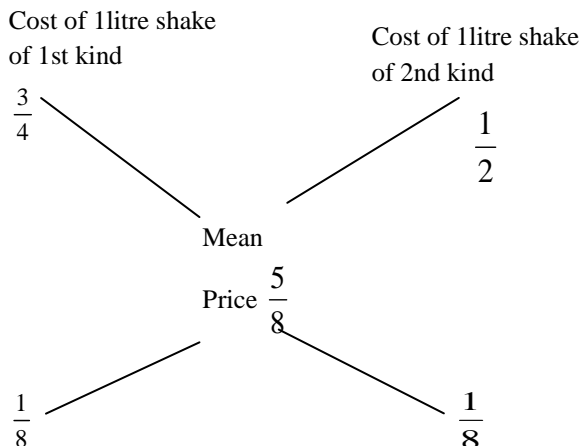 Cost of 1litre shake
of 1st kind
Cost of 1litre shake
of 2nd kind
3/4
1/2
Mean
Price 5/8
1/8
1/8